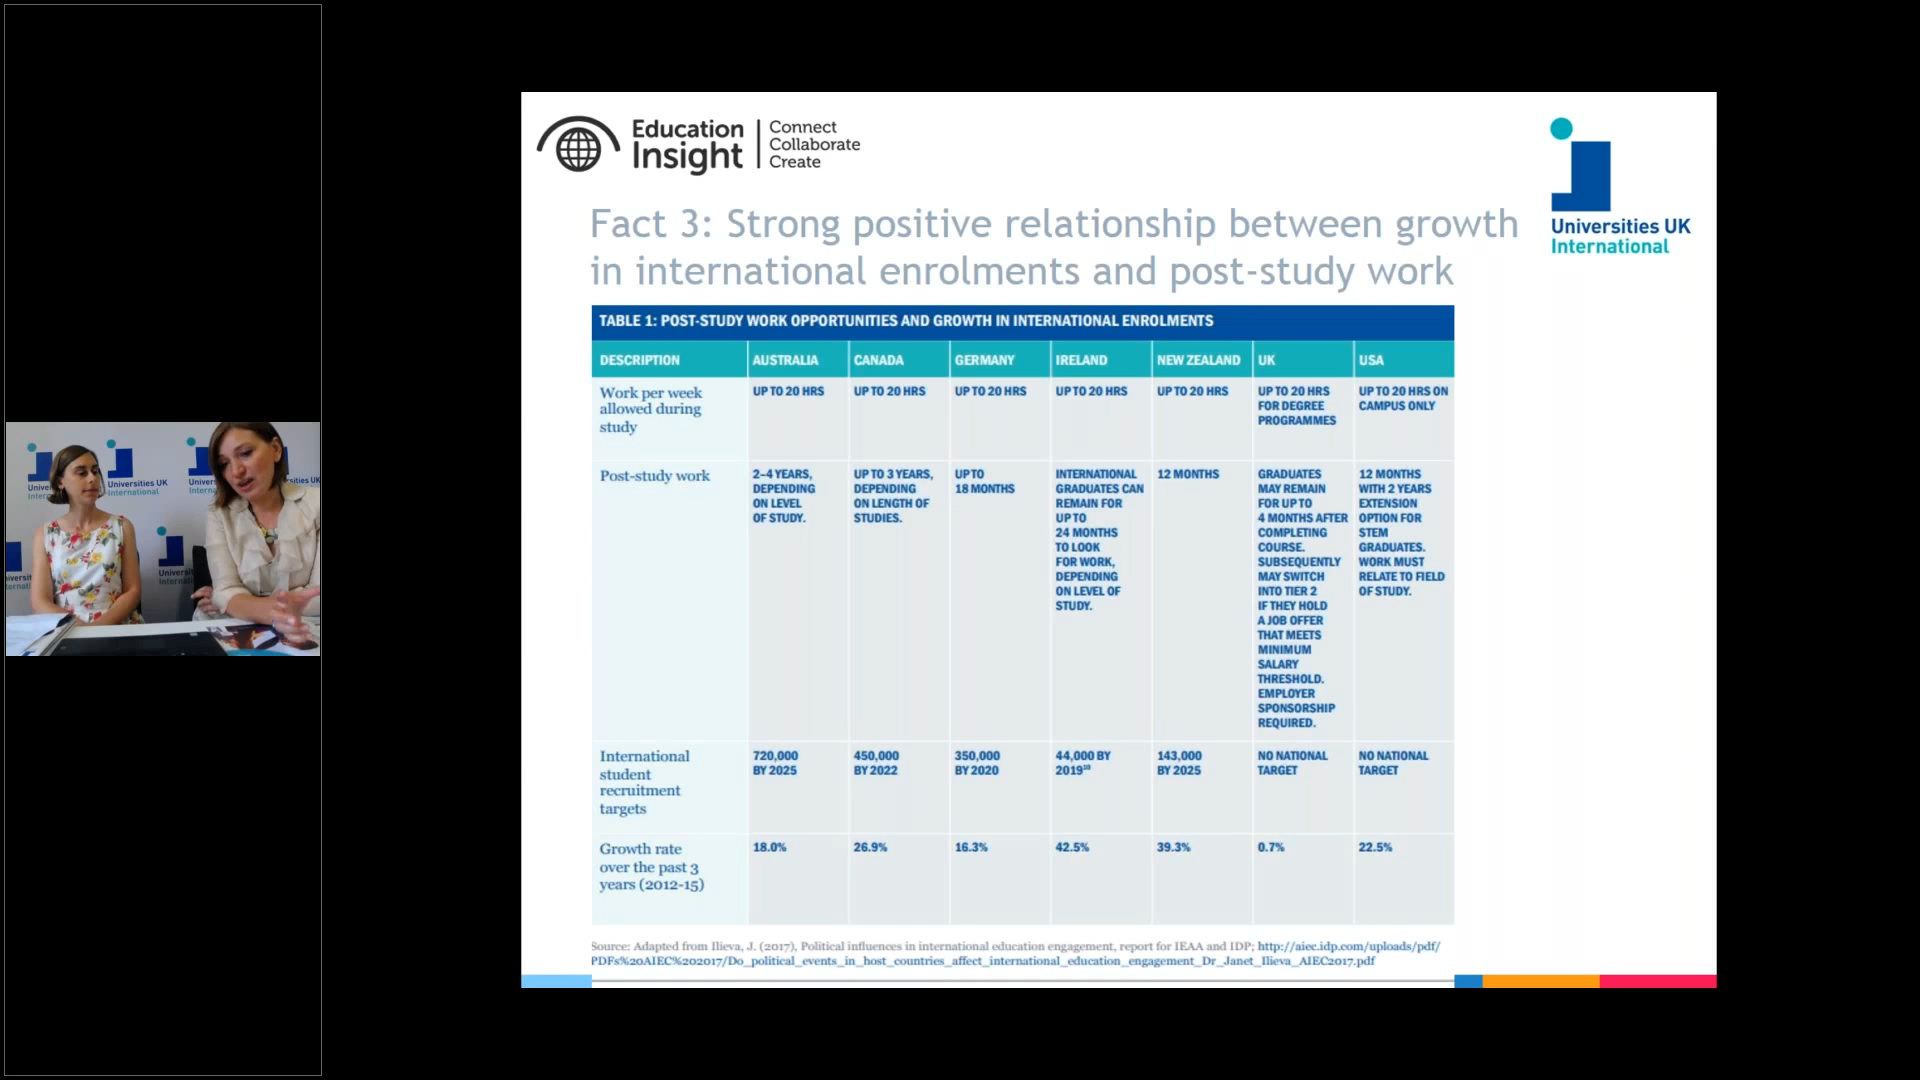 Education
Insight
Connect
Collaborate
Create
Universities UK
International
Fact 3: Strong positive relationship between growth
in international enrolments and post-study work
TABLE 1: POST-STUDY WORK OPPORTUNITIES AND GROWTH IN INTERNATIONAL ENROLMENTS
DESCRIPTION AUSTRALIA CANADA GERMANY IRELAND NEW ZEALAND UK USA
Work per week
allowed during
study
UP TO 20 HRS
UP TO 20 HRS
UP TO 20 HRS
UP TO 20 HRS
UP TO 20 HRS
UP TO 20 HRS
FOR DEGREE
PROGRAMMES
UP TO 20 HRS ON
CAMPUS ONLY
Post-study work
2–4 YEARS,
DEPENDING
ON LEVEL
OF STUDY.
UP TO 3 YEARS,
DEPENDING
ON LENGTH OF
STUDIES.
UP TO
18 MONTHS
INTERNATIONAL
GRADUATES CAN
REMAIN FOR
UP TO
24 MONTHS
TO LOOK
FOR WORK,
DEPENDING
ON LEVEL OF
STUDY.
12 MONTHS
GRADUATES
MAY REMAIN
FOR UP TO
4 MONTHS AFTER
COMPLETING
COURSE.
SUBSEQUENTLY
MAY SWITCH
INTO TIER 2
IF THEY HOLD
A JOB OFFER
THAT MEETS
MINIMUM
SALARY
THRESHOLD.
EMPLOYER
SPONSORSHIP
REQUIRED.
12 MONTHS
WITH 2 YEARS
EXTENSION
OPTION FOR
STEM
GRADUATES.
WORK MUST
RELATE TO FIELD
OF STUDY.
International
student
recruitment
targets
720,000
BY 2025
450,000
BY 2022
350,000
BY 2020
44,000 BY
2019¹⁰
143,000
BY 2025
NO NATIONAL
TARGET
NO NATIONAL
TARGET
Growth rate
over the past 3
years (2012-15)
18.0% 26.9% 16.3% 42.5% 39.3% 0.7% 22.5%
Source: Adapted from Ilieva, J. (2017), Political influences in international education engagement, report for IEAA and IDP; http://aiec.idp.com/uploads/pdf/
PDFs%20AIEC%202017/Do_political_events_in_host_countries_affect_international_education_engagement_Dr_Janet_Ilieva_AIEC2017.pdf
Universities UK
International